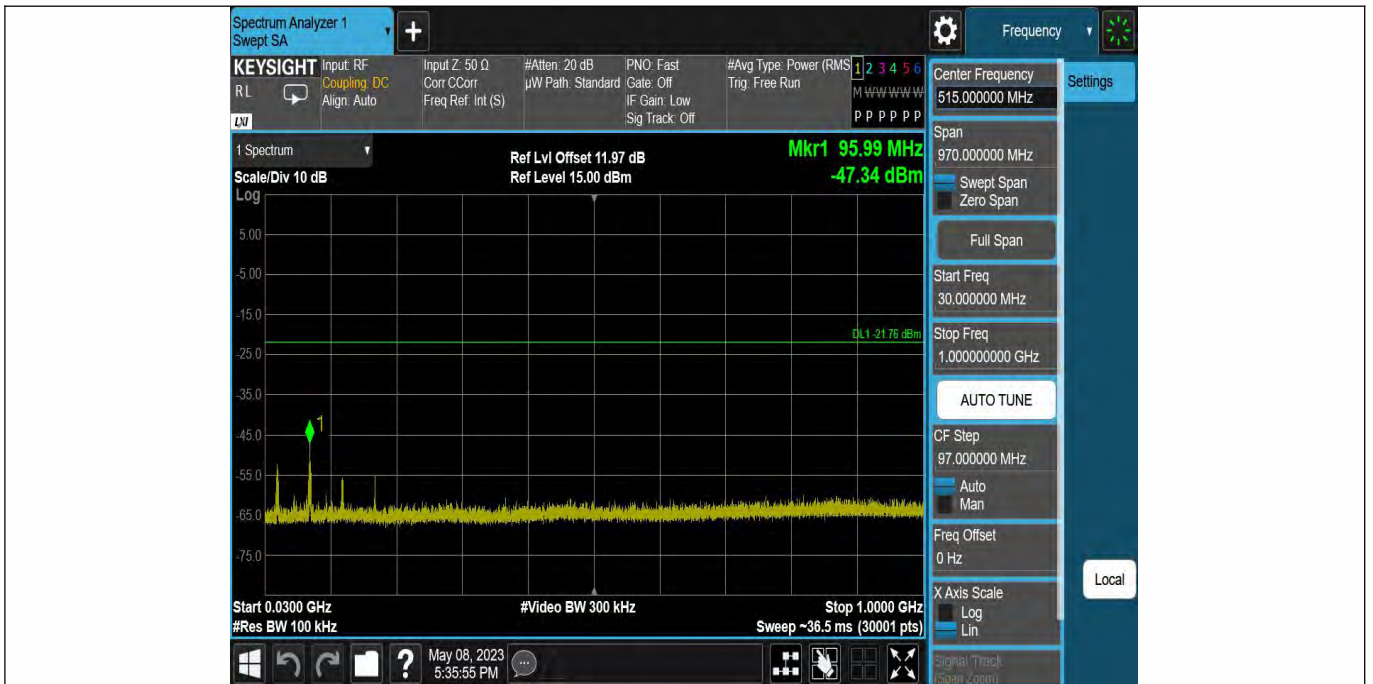 Spectrum Analyzer 1
Swept SA
+
Frequency
KEYSIGHT
RL
LXI
Input: RF
Coupling: DC
Align: Auto
Input Z: 50 Ω
Corr CCorr
Freq Ref: Int (S)
#Atten: 20 dB
µW Path: Standard
PNO: Fast
Gate: Off
IF Gain: Low
Sig Track: Off
#Avg Type: Power (RMS
Trig: Free Run
1 2 3 4 5 6
M W W W W W
P P P P P P
Center Frequency
515.000000 MHz
Settings
1 Spectrum
Scale/Div 10 dB
Ref Lvl Offset 11.97 dB
Ref Level 15.00 dBm
Mkr1 95.99 MHz
-47.34 dBm
Span
970.000000 MHz
Swept Span
Zero Span
Full Span
Start Freq
30.000000 MHz
Stop Freq
1.000000000 GHz
AUTO TUNE
CF Step
97.000000 MHz
Auto
Man
Freq Offset
0 Hz
X Axis Scale
Log
Lin
Signal Track
(Span Zoom)
Local
Log
5.00
-5.00
-15.0
DL1 -21.76 dBm
-25.0
-35.0
1
-45.0
-55.0
-65.0
-75.0
Start 0.0300 GHz
#Video BW 300 kHz
Stop 1.0000 GHz
#Res BW 100 kHz
Sweep ~36.5 ms (30001 pts)
?
May 08, 2023
5:35:55 PM